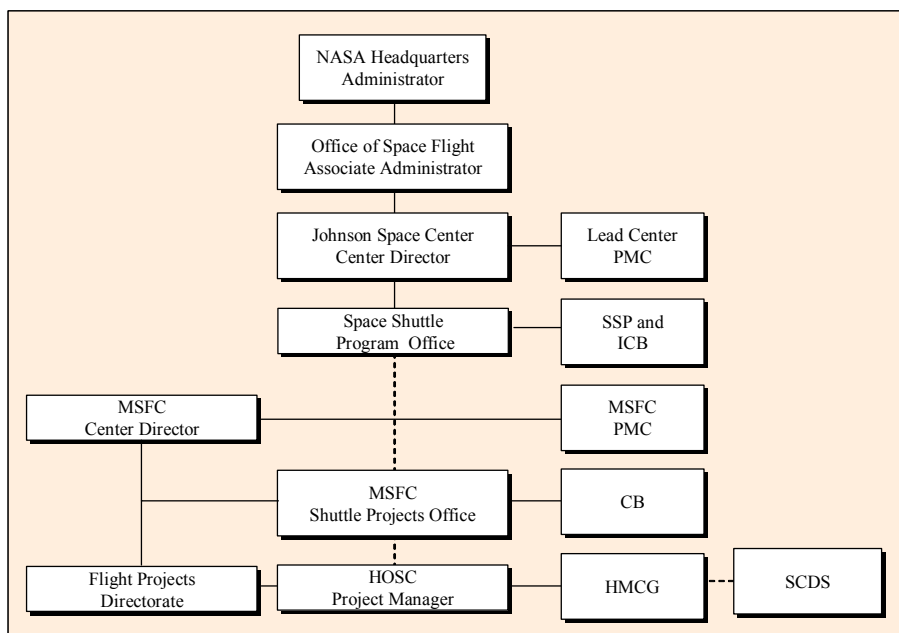 NASA Headquarters
Administrator
Office of Space Flight
Associate Administrator
Johnson Space Center
Center Director
Lead Center
PMC
Space Shuttle
Program Office
SSP and
ICB
MSFC
Center Director
MSFC
PMC
MSFC
Shuttle Projects Office
CB
Flight Projects
Directorate
HOSC
Project Manager
HMCG
SCDS